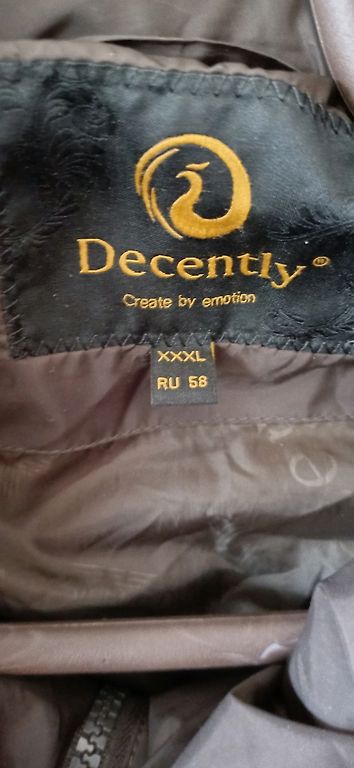 Decently®
Create by emotion
XXXL
RU 58